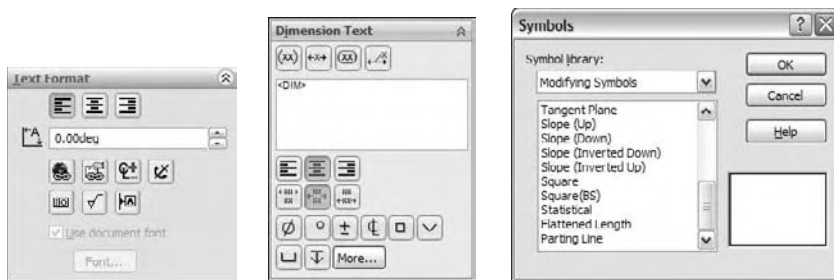 Text Format
0.00deg
Use document font
Font...
Dimension Text
(xx)
<DIM>
More...
Symbols
Symbol library:
Modifying Symbols
Tangent Plane
Slope (Up)
Slope (Down)
Slope (Inverted Down)
Slope (Inverted Up)
Square
Square(BS)
Statistical
Flattened Length
Parting Line
OK
Cancel
Help